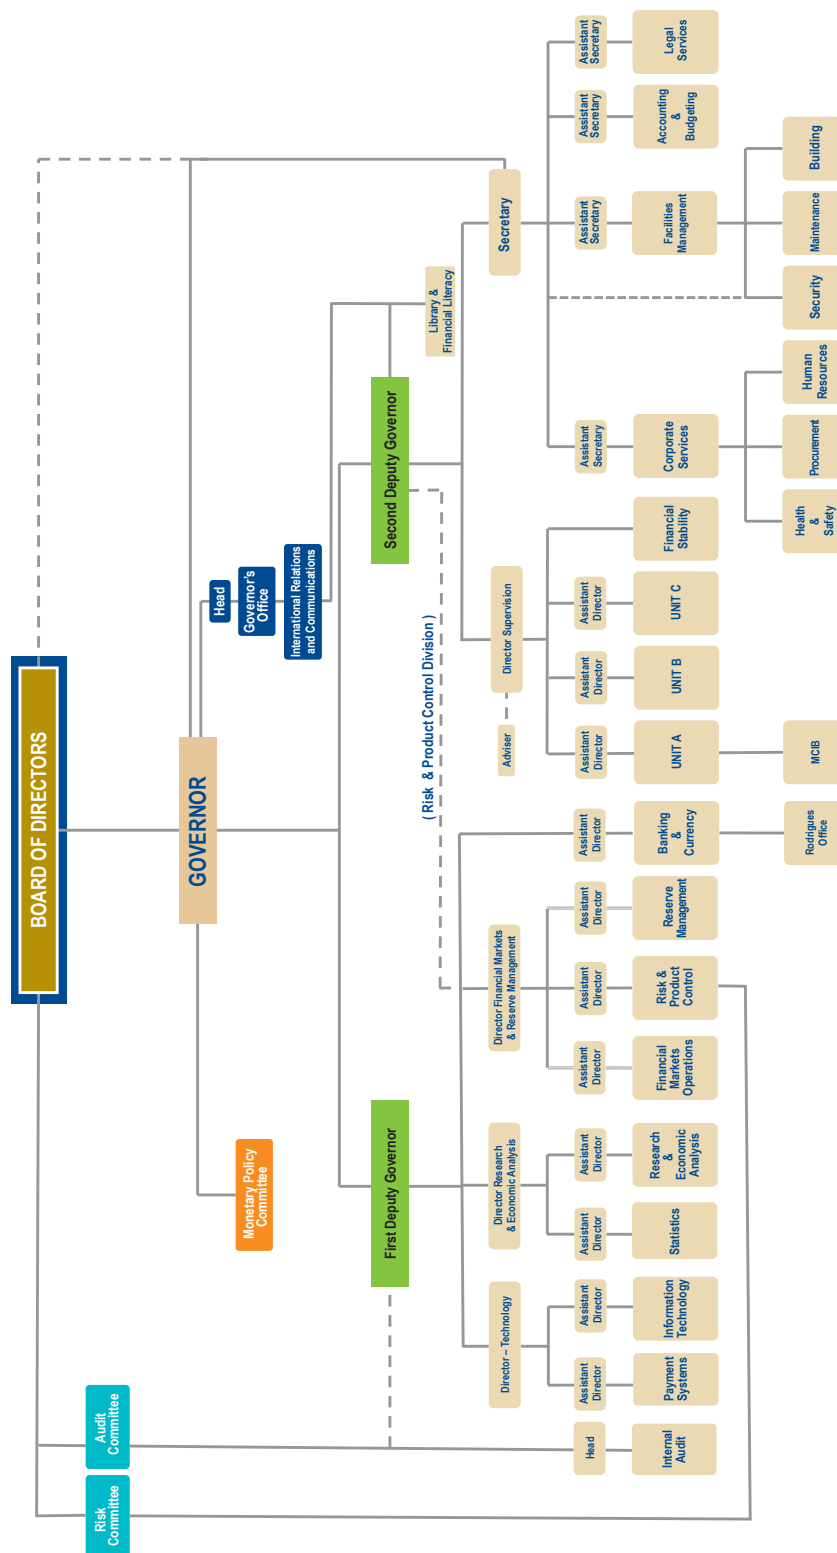 BOARD OF DIRECTORS
Risk
Committee
Audit
Committee
GOVERNOR
Monetary Policy
Committee
Head
Governor's
Office
International Relations
and Communications
First Deputy Governor
Second Deputy Governor
Library &
Financial Literacy
( Risk & Product Control Division )
Director – Technology
Director Research
& Economic Analysis
Director Financial Markets
& Reserve Management
Adviser
Director Supervision
Secretary
Head
Assistant
Director
Assistant
Director
Assistant
Director
Assistant
Director
Assistant
Director
Assistant
Director
Assistant
Director
Assistant
Director
Assistant
Director
Assistant
Director
Assistant
Director
Assistant
Secretary
Assistant
Secretary
Assistant
Secretary
Assistant
Secretary
Internal
Audit
Payment
Systems
Information
Technology
Statistics
Research
&
Economic
Analysis
Financial
Markets
Operations
Risk &
Product
Control
Reserve
Management
Banking
&
Currency
UNIT A
UNIT B
UNIT C
Financial
Stability
Corporate
Services
Facilities
Management
Accounting
&
Budgeting
Legal
Services
Rodrigues
Office
MCIB
Health
&
Safety
Procurement
Human
Resources
Security
Maintenance
Building